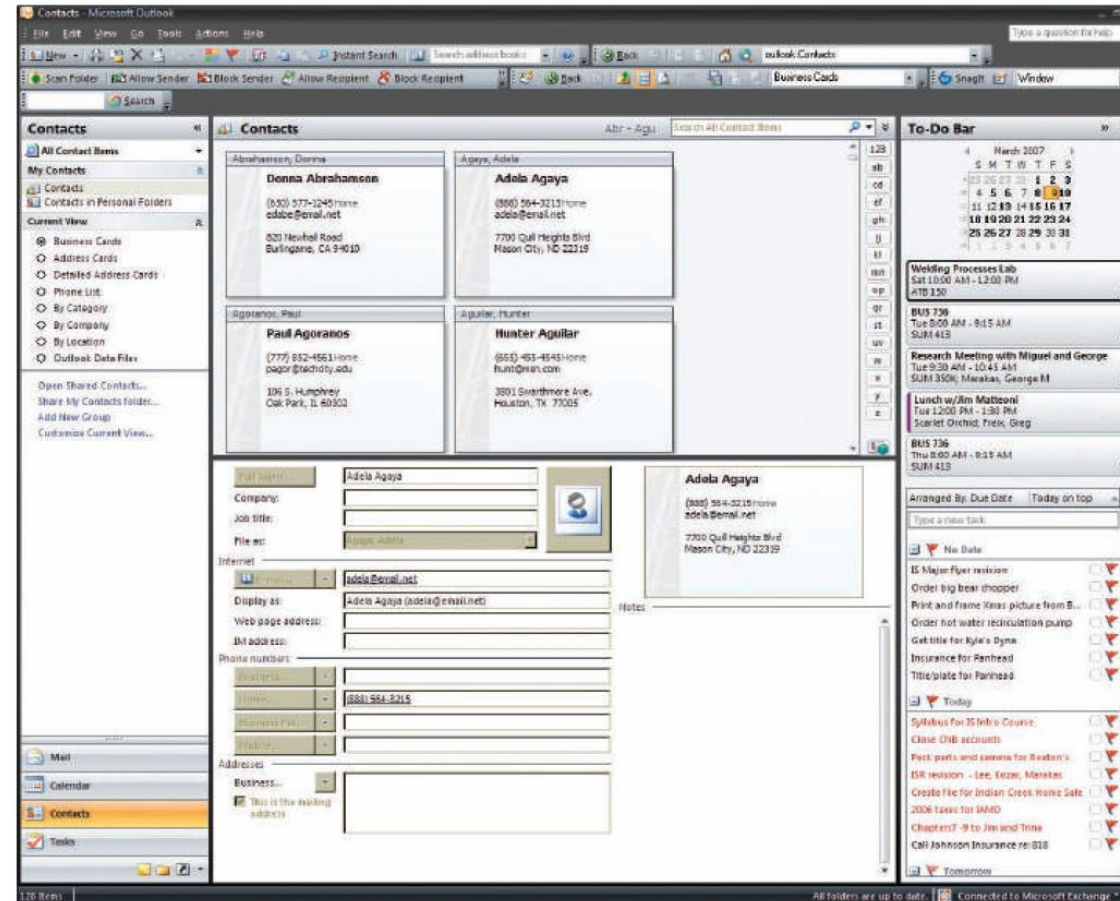 Contacts - Microsoft Outlook
File Edit View Go Tools Actions Help
Type a question for help
New
Instant Search
Search address books
Back
outlook:Contacts
Scan Folder Allow Sender Block Sender Allow Recipient Block Recipient
Back
Business Cards
SnagIt
Window
Search
Contacts
All Contact Items
My Contacts
Contacts
Contacts in Personal Folders
Current View
Business Cards
Address Cards
Detailed Address Cards
Phone List
By Category
By Company
By Location
Outlook Data Files
Open Shared Contacts...
Share My Contacts folder...
Add New Group
Customize Current View...
Mail
Calendar
Contacts
Tasks
Contacts
Abr - Agu
Search All Contact Items
Abrahamson, Donna
Donna Abrahamson
(630) 577-1245 Home
edabe@email.net
820 Newhall Road
Burlingame, CA 94010
Agaya, Adela
Adela Agaya
(888) 564-3215 Home
adela@email.net
7700 Quill Heights Blvd
Mason City, ND 22319
Agoranos, Paul
Paul Agoranos
(777) 852-4561 Home
pagor@techcity.edu
106 S. Humphrey
Oak Park, IL 60302
Aguilar, Hunter
Hunter Aguilar
(653) 455-4545 Home
hunt@msn.com
3801 Swarthmore Ave,
Houston, TX 77005
123
ab
cd
ef
gh
ij
kl
mn
op
qr
st
uv
w
x
y
z
Full Name...
Adela Agaya
Company:
Job title:
File as:
Agaya, Adela
Internet
adela@email.net
Display as:
Adela Agaya (adela@email.net)
Web page address:
IM address:
Phone numbers
Business...
Home...
(888) 564-3215
Addresses
Business...
This is the mailing
address
Adela Agaya
(888) 564-3215 Home
adela@email.net
7700 Quill Heights Blvd
Mason City, ND 22319
Notes
To-Do Bar
March 2007
S M T W T F S
25 26 27 28 1 2 3
4 5 6 7 8 9 10
11 12 13 14 15 16 17
18 19 20 21 22 23 24
25 26 27 28 29 30 31
1 2 3 4 5 6 7
Welding Processes Lab
Sat 10:00 AM - 12:00 PM
ATB 150
BUS 736
Tue 8:00 AM - 9:15 AM
SUM 413
Research Meeting with Miguel and George
Tue 9:30 AM - 10:45 AM
SUM 350K; Marakas, George M
Lunch w/Jim Matteoni
Tue 12:00 PM - 1:30 PM
Scarlet Orchid; Freix, Greg
BUS 736
Thu 8:00 AM - 9:15 AM
SUM 413
Arranged By: Due Date Today on top
Type a new task
No Date
IS Major flyer revision
Order big bear chopper
Print and frame Xmas picture from B...
Order hot water recirculation pump
Get title for Kyle's Dyna
Insurance for Panhead
Title/plate for Panhead
Today
Syllabus for IS Intro Course
Close CNB accounts
Pack parts and
ISR revision - Lee, Kozar, Marakas
Create file for Indian Creek Home Sale
2006 taxes for IAMD
Chapters 7 -9 to Jim and Trina
Call Johnson Insurance re: 818
Tomorrow
126 Items
All folders are up to date.
Connected to Microsoft Exchange